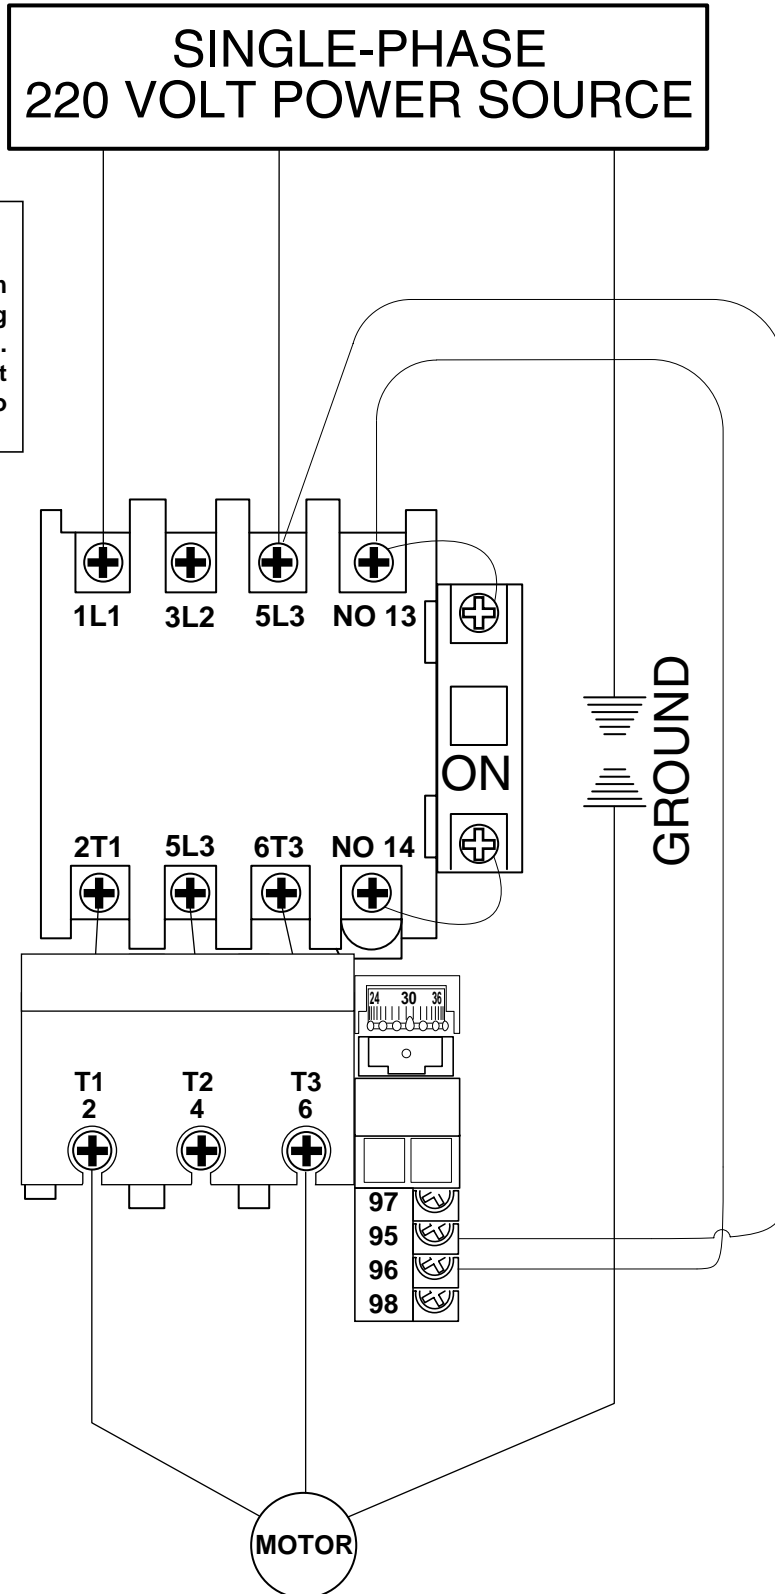 SINGLE-PHASE
220 VOLT POWER SOURCE
n
g
.
t
o
1L1 3L2 5L3 NO 13
ON
GROUND
2T1 5L3 6T3 NO 14
24 30 36
T1 T2 T3
2 4 6
97
95
96
98
MOTOR